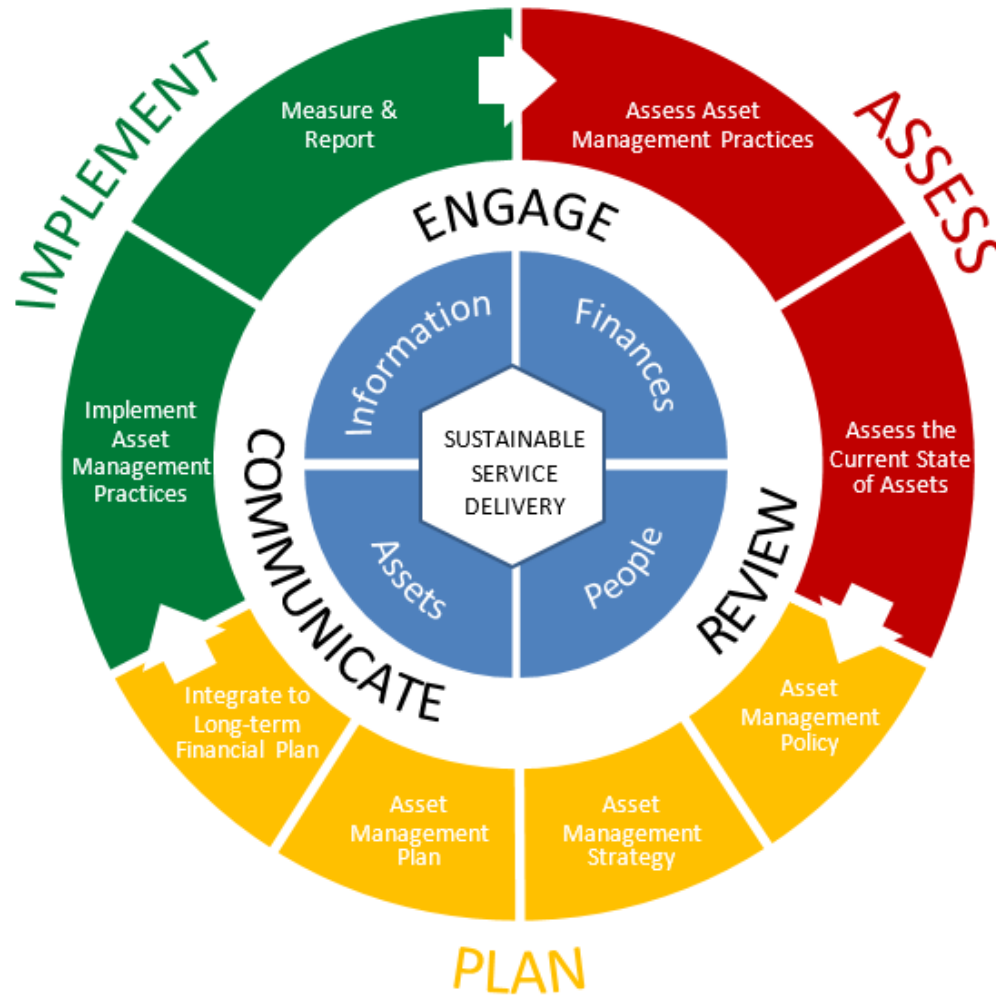 IMPLEMENT
ASSESS
PLAN
Measure &
Report
Assess Asset
Management Practices
Assess the
Current State
of Assets
Asset
Management
Policy
Asset
Management
Strategy
Asset
Management
Plan
Integrate to
Long-term
Financial Plan
Implement
Asset
Management
Practices
ENGAGE
REVIEW
COMMUNICATE
Information
Finances
People
Assets
SUSTAINABLE
SERVICE
DELIVERY